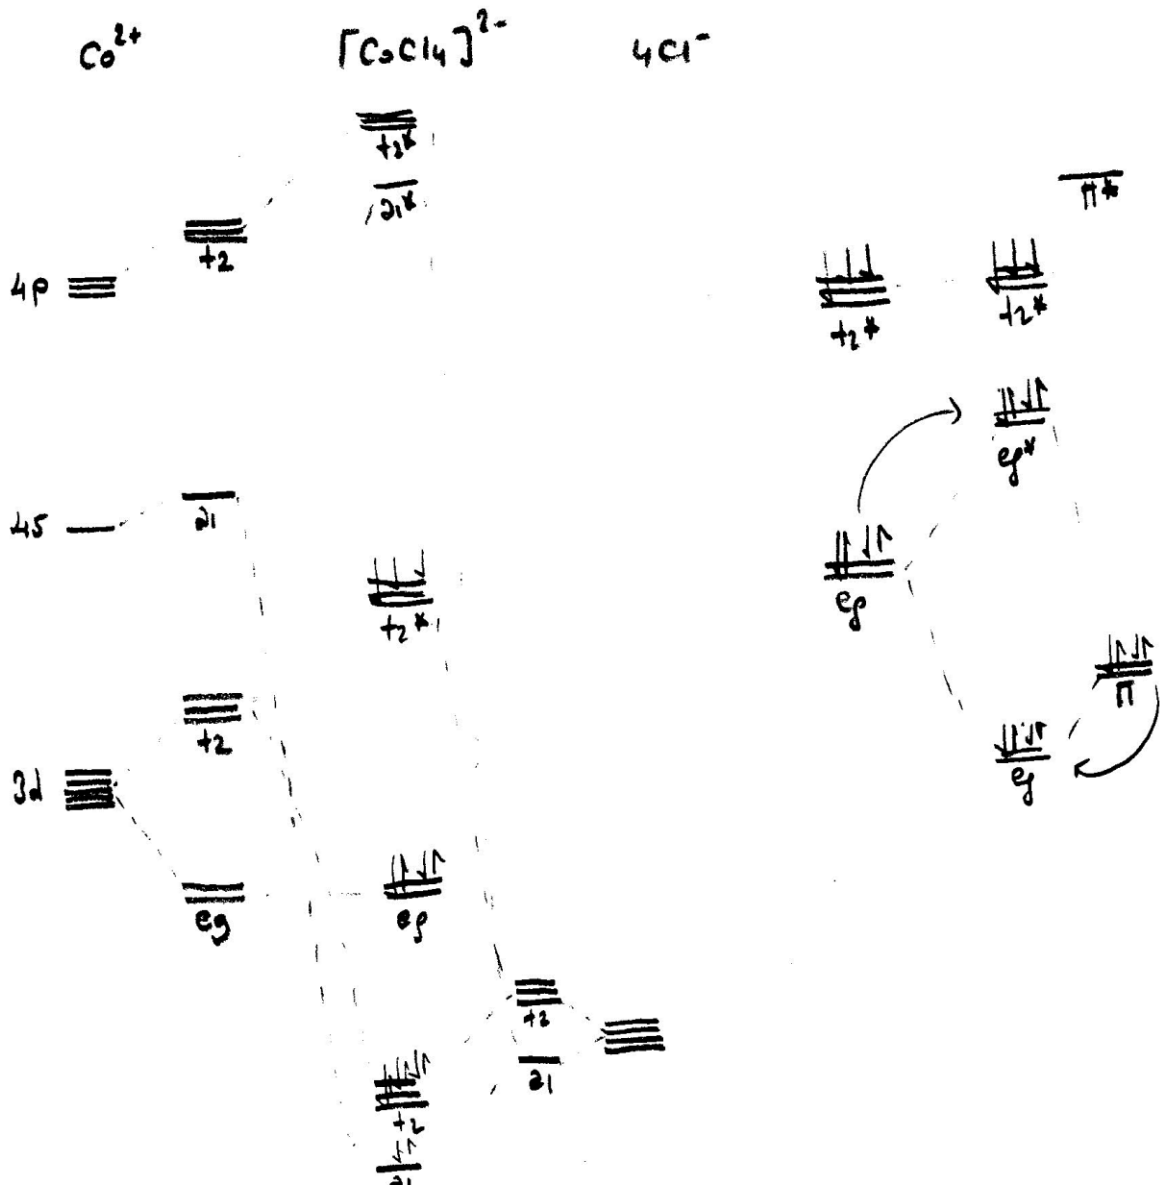 Co²⁺ [CoCl₄]²⁻ 4Cl⁻
t₂*
a₁* π*
t₂
4p
t₂* t₂*
eg*
4s a₁
eg
t₂*
π
t₂
eg
3d
eg eg
t₂
a₁
t₂
a₁